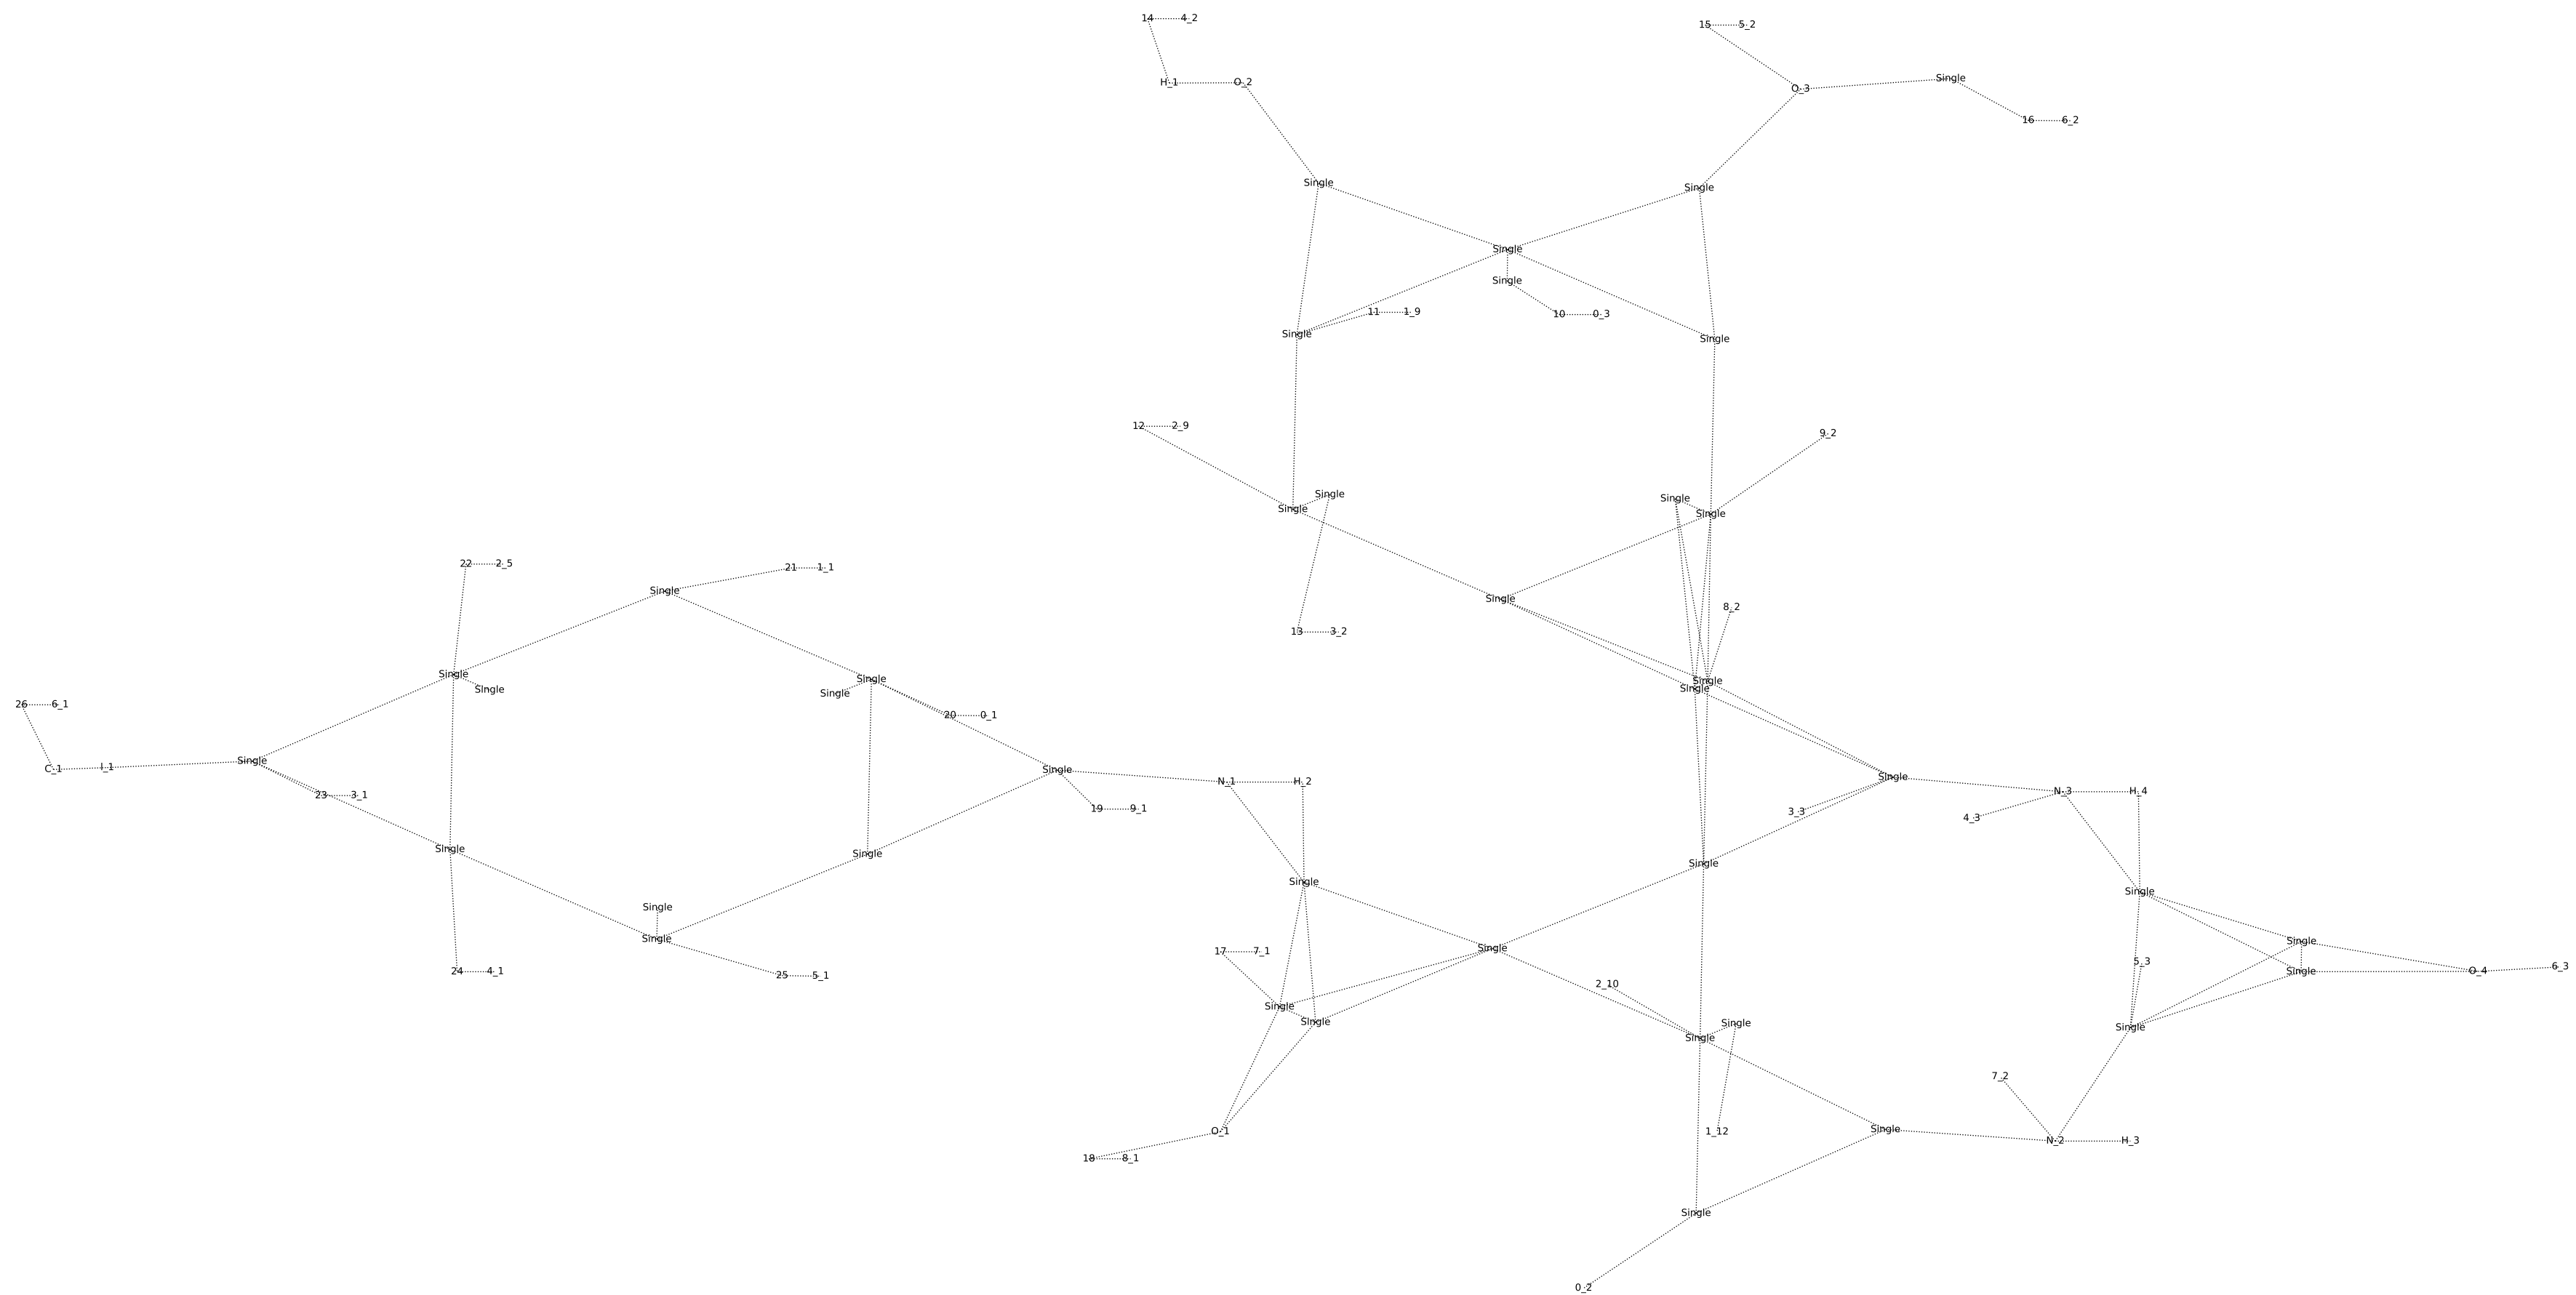 14 4_2
15 5_2
Single
H_1 O_2
O_3
16 6_2
Single
Single
Single
Single
11 1_9
10 0_3
Single
Single
12 2_9
9_2
Single
Single
Single
Single
22 2_5
21 1_1
Single
Single
8_2
13 3_2
Single
Single
Single
Single
Single
Single
26 6_1
20 0_1
Single
C_1 I_1
Single
Single
N_1 H_2
N_3 H_4
23 3_1
19 9_1
3_3
4_3
Single
Single
Single
Single
Single
Single
Single
Single
Single
17 7_1
5_3
24 4_1
25 5_1
Single
O_4
6_3
2_10
Single
Single
Single
Single
Single
7_2
Single
O_1
1_12
N_2 H_3
18 8_1
Single
0_2